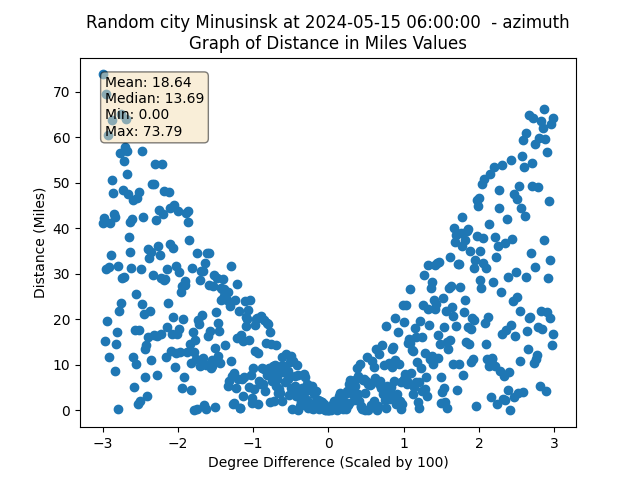 Random city Minusinsk at 2024-05-15 06:00:00 - azimuth
Graph of Distance in Miles Values
Mean: 18.64
Median: 13.69
Min: 0.00
Max: 73.79
70
60
50
40
30
20
10
0
Distance (Miles)
−3 −2 −1 0 1 2 3
Degree Difference (Scaled by 100)